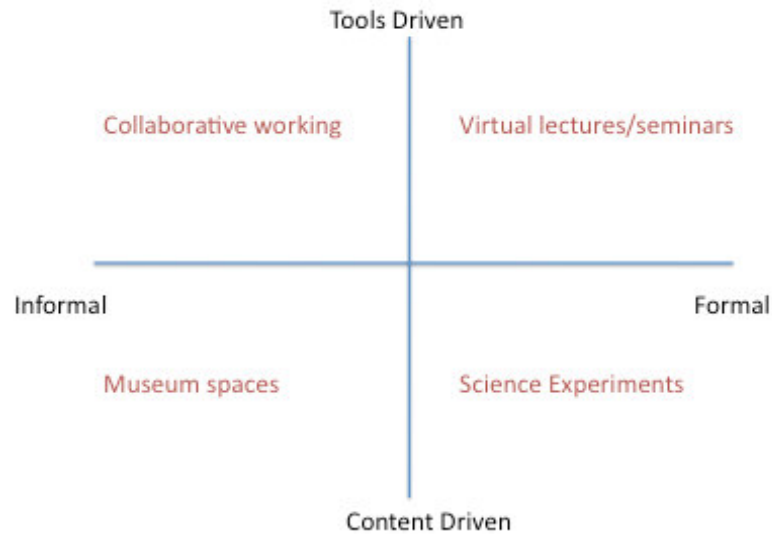 Tools Driven
Collaborative working
Virtual lectures/seminars
Informal
Formal
Museum spaces
Science Experiments
Content Driven